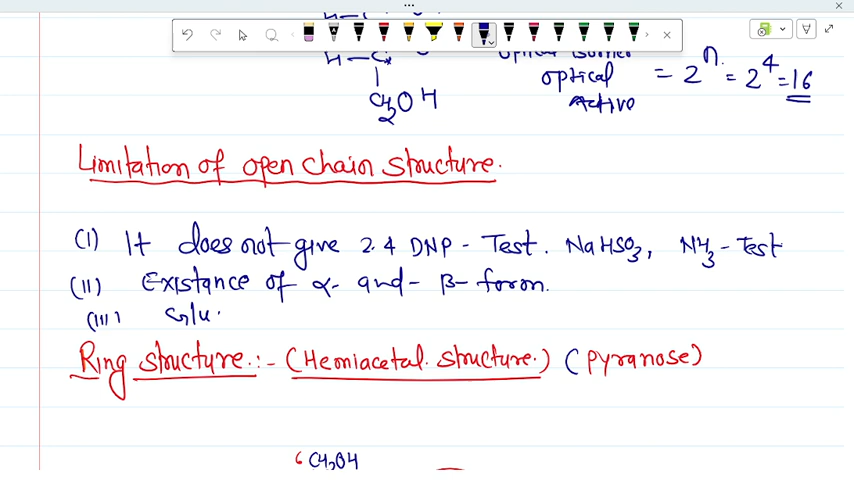 H-C*
optical
CH2OH
Active
= 2^n = 2^4 = 16
Limitation of open chain structure.
(I) It does not give 2.4 DNP - Test. NaHSO3, NH3 - Test
(II) Existance of α- and - β- form.
(III) Glu.
Ring structure :- (Hemiacetal. structure.) (Pyranose)
6 CH2OH